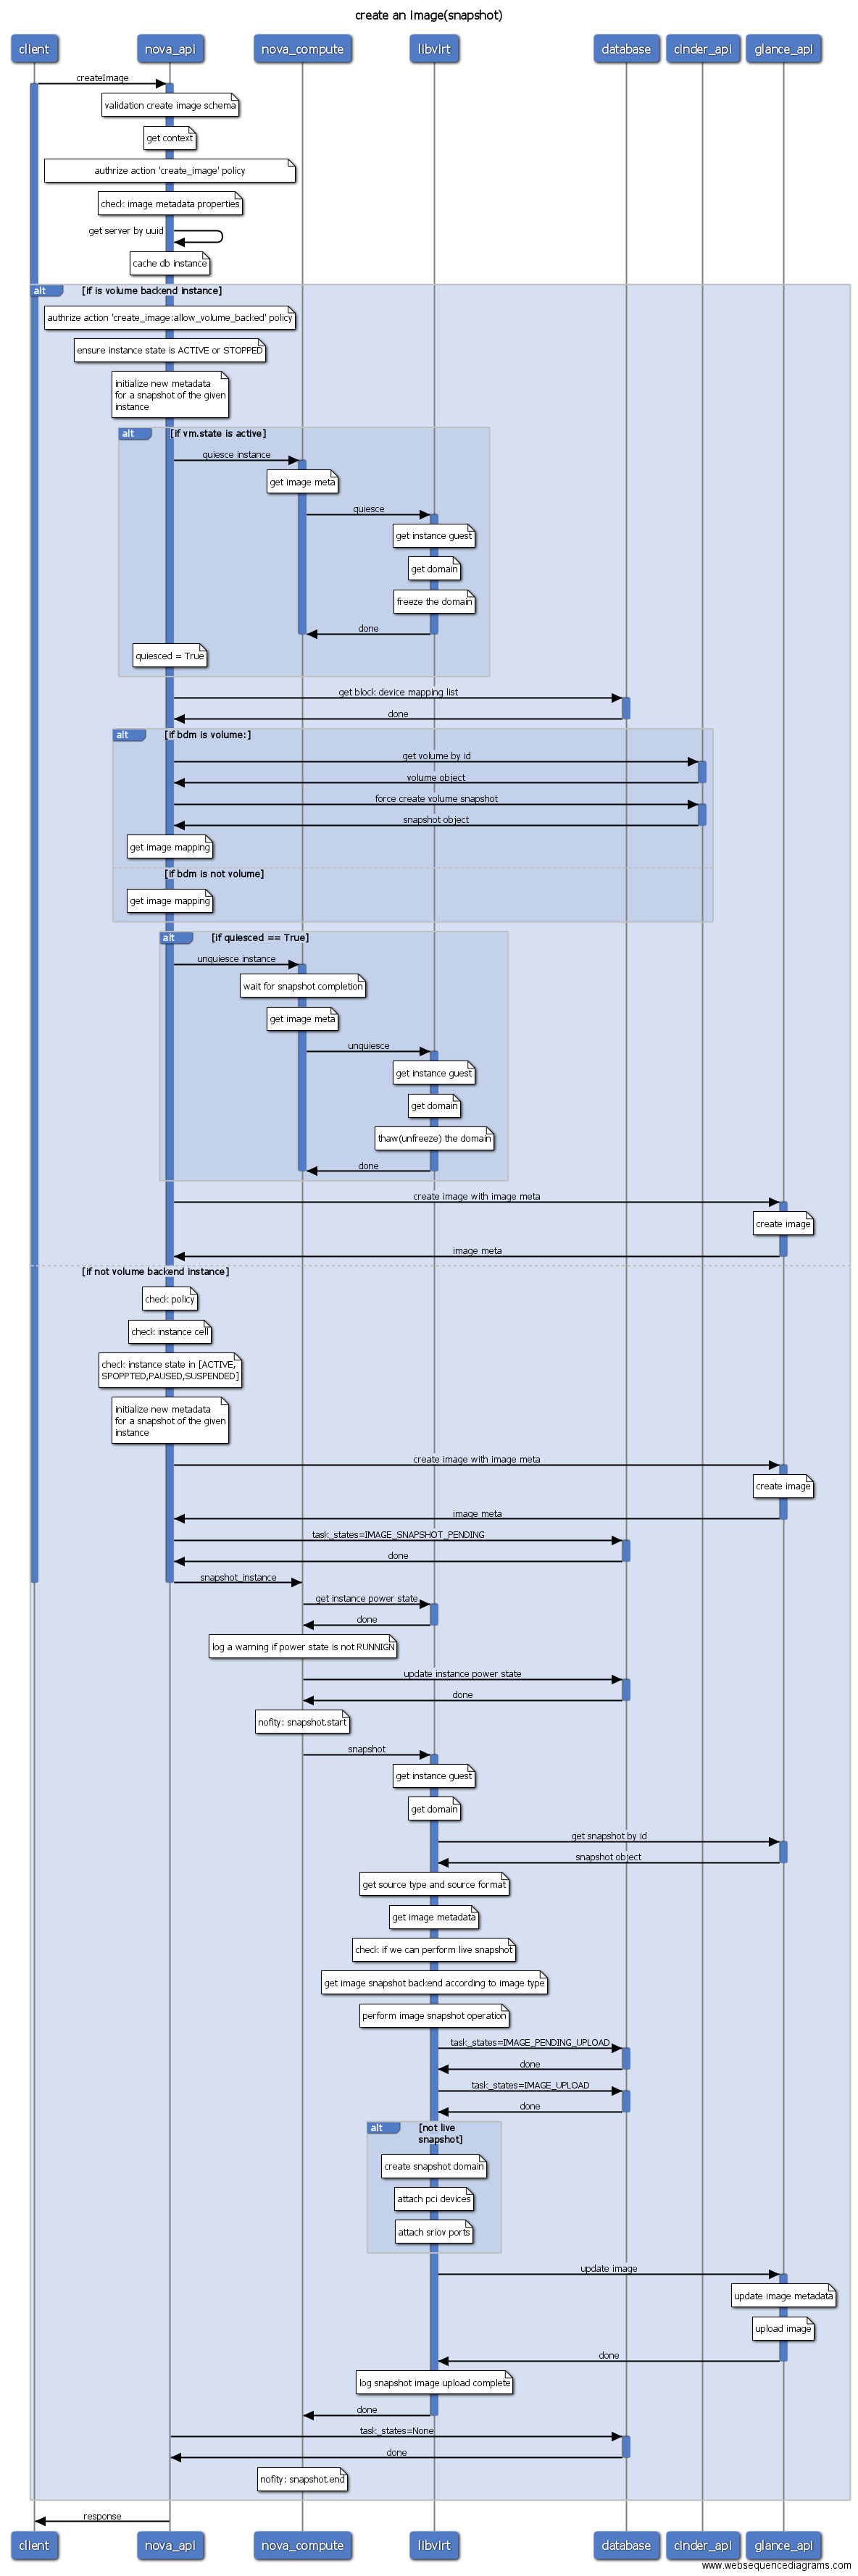 create an image(snapshot)
client
nova_api
nova_compute
libvirt
database
cinder_api
glance_api
createImage
validation create image schema
get context
authrize action 'create_image' policy
check image metadata properties
get server by uuid
cache db instance
alt
[if is volume backend instance]
authrize action 'create_image:allow_volume_backed' policy
ensure instance state is ACTIVE or STOPPED
initialize new metadata
for a snapshot of the given
instance
alt
[if vm.state is active]
quiesce instance
get image meta
quiesce
get instance guest
get domain
freeze the domain
done
quiesced = True
get block device mapping list
done
alt
[if bdm is volume:]
get volume by id
volume object
force create volume snapshot
snapshot object
get image mapping
[if bdm is not volume]
get image mapping
alt
[if quiesced == True]
unquiesce instance
wait for snapshot completion
get image meta
unquiesce
get instance guest
get domain
thaw(unfreeze) the domain
done
create image with image meta
create image
image meta
[if not volume backend instance]
check policy
check instance cell
check instance state in [ACTIVE,
SPOPPTED,PAUSED,SUSPENDED]
initialize new metadata
for a snapshot of the given
instance
create image with image meta
create image
image meta
task_states=IMAGE_SNAPSHOT_PENDING
done
snapshot_instance
get instance power state
done
log a warning if power state is not RUNNIGN
update instance power state
done
nofity: snapshot.start
snapshot
get instance guest
get domain
get snapshot by id
snapshot object
get source type and source format
get image metadata
check if we can perform live snapshot
get image snapshot backend according to image type
perform image snapshot operation
task_states=IMAGE_PENDING_UPLOAD
done
task_states=IMAGE_UPLOAD
done
alt
[not live
snapshot]
create snapshot domain
attach pci devices
attach sriov ports
update image
update image metadata
upload image
done
log snapshot image upload complete
done
task_states=None
done
nofity: snapshot.end
response
client
nova_api
nova_compute
libvirt
database
cinder_api
glance_api
www.websequencediagrams.com